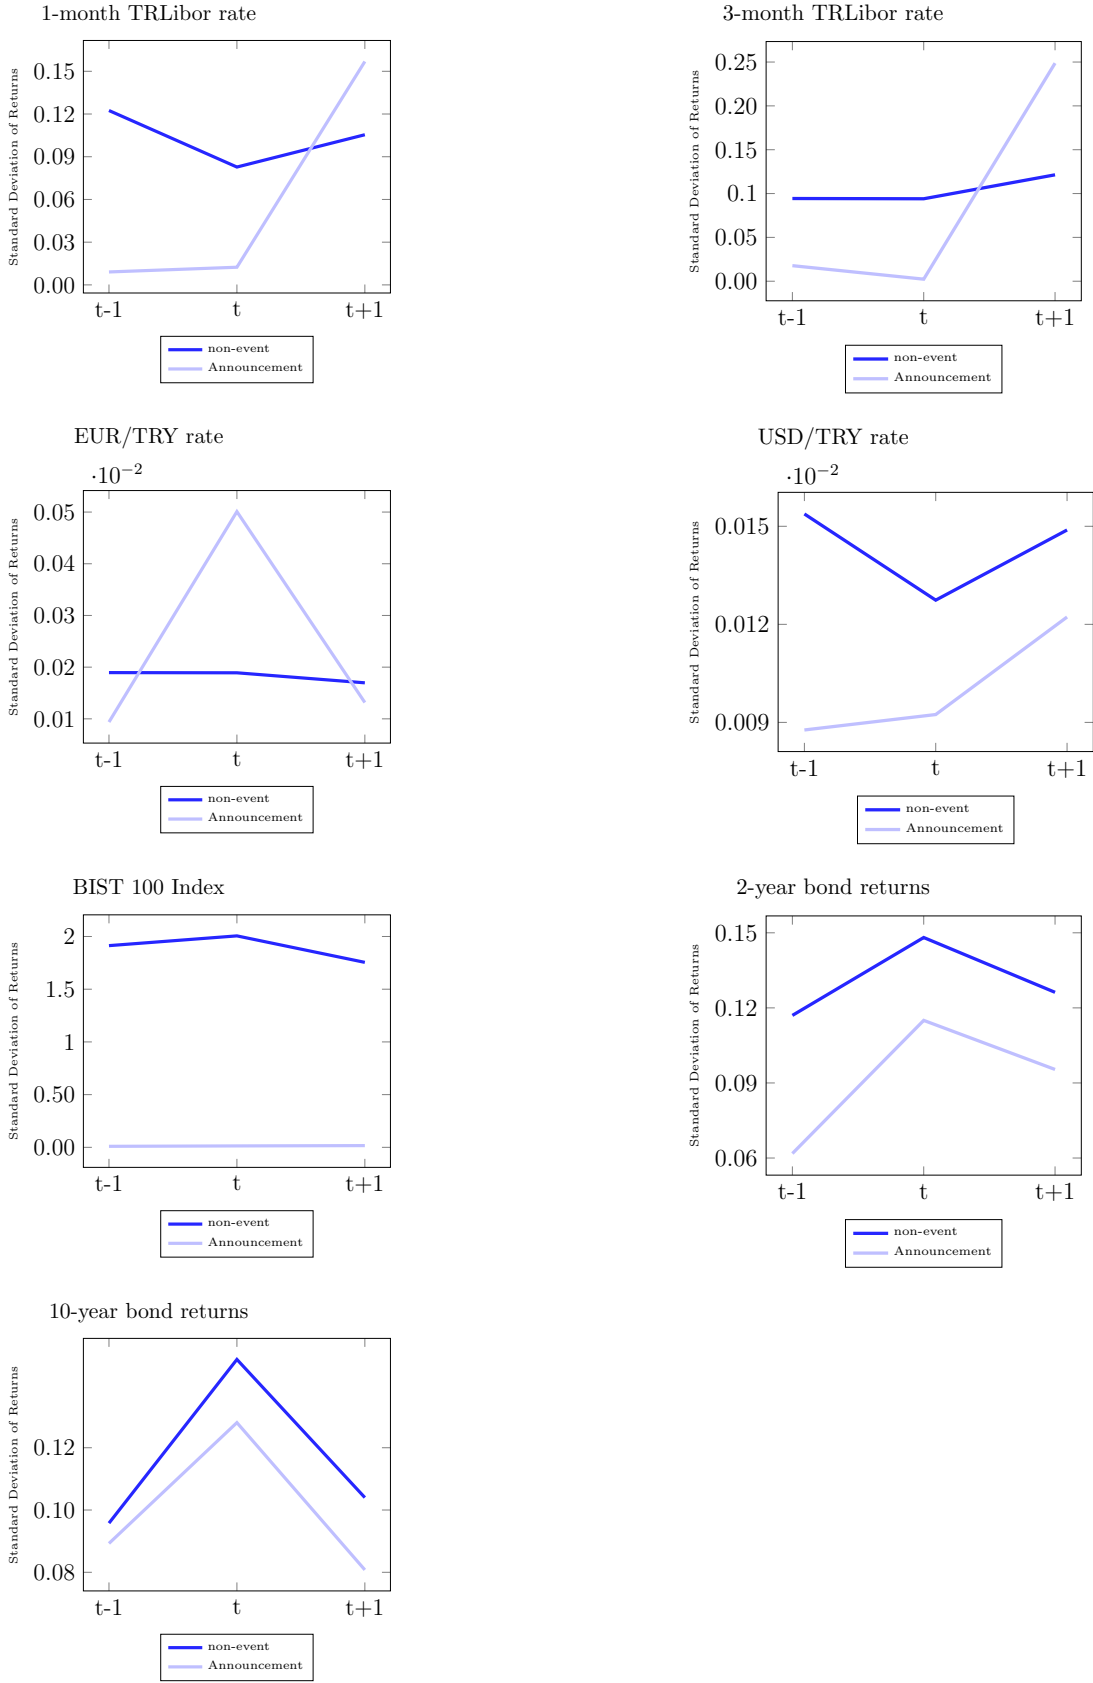 1-month TRLibor rate
Standard Deviation of Returns
0.15
0.12
0.09
0.06
0.03
0.00
t-1 t t+1
non-event
Announcement
3-month TRLibor rate
Standard Deviation of Returns
0.25
0.20
0.15
0.1
0.05
0.00
t-1 t t+1
non-event
Announcement
EUR/TRY rate
·10⁻²
Standard Deviation of Returns
0.05
0.04
0.03
0.02
0.01
t-1 t t+1
non-event
Announcement
USD/TRY rate
·10⁻²
Standard Deviation of Returns
0.015
0.012
0.009
t-1 t t+1
non-event
Announcement
BIST 100 Index
Standard Deviation of Returns
2
1.5
1
0.50
0.00
t-1 t t+1
non-event
Announcement
2-year bond returns
Standard Deviation of Returns
0.15
0.12
0.09
0.06
t-1 t t+1
non-event
Announcement
10-year bond returns
Standard Deviation of Returns
0.12
0.10
0.08
t-1 t t+1
non-event
Announcement